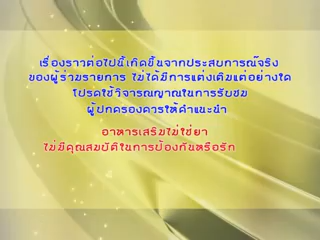 เรื่องราวต่อไปนี้เกิดขึ้นจากประสบการณ์จริง
ของผู้ร่วมรายการ ไม่ได้มีการแต่งเติมแต่อย่างใด
โปรดใช้วิจารณญาณในการรับชม
ผู้ปกครองควรให้คำแนะนำ
อาหารเสริมไม่ใช่ยา
ไม่มีคุณสมบัติในการป้องกันหรือรัก